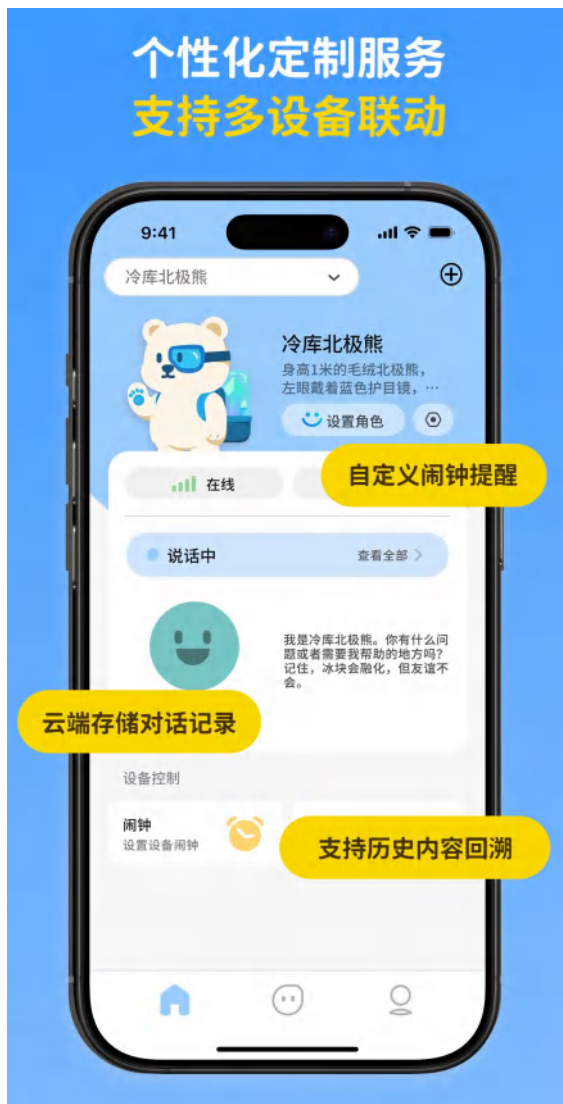 个性化定制服务
支持多设备联动
9:41
冷库北极熊
冷库北极熊
身高1米的毛绒北极熊，
左眼戴着蓝色护目镜，…
设置角色
自定义闹钟提醒
在线
说话中
查看全部
我是冷库北极熊。你有什么问
题或者需要我帮助的地方吗？
记住，冰块会融化，但友谊不
会。
云端存储对话记录
设备控制
闹钟
设置设备闹钟
支持历史内容回溯